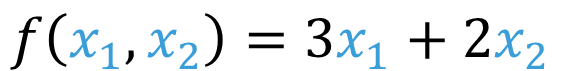 f(x₁, x₂) = 3x₁ + 2x₂